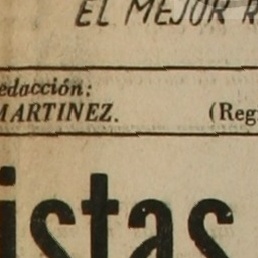 EL MEJOR R
edacción:
MARTINEZ. (Reg
istas